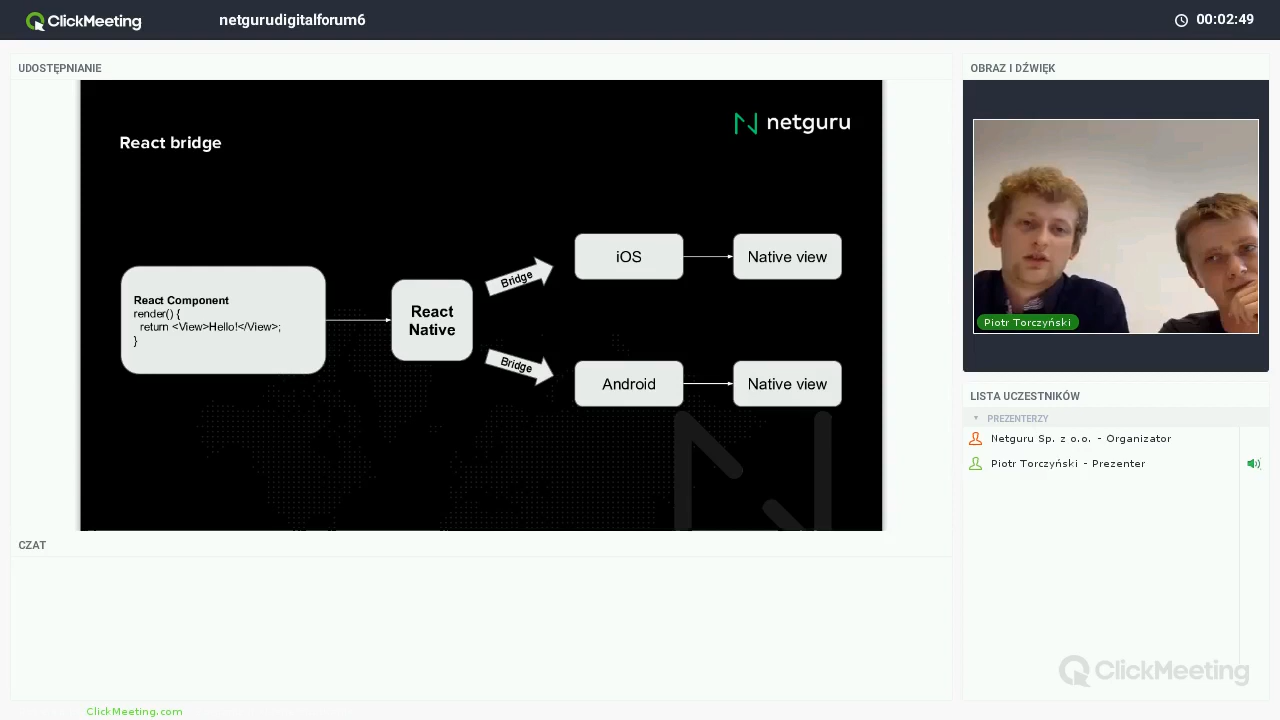 ClickMeeting
netgurudigitalforum6
00:02:49
UDOSTĘPNIANIE
React bridge
netguru
React Component
render() {
return <View>Hello!</View>;
}
React
Native
Bridge
Bridge
iOS
Native view
Android
Native view
CZAT
ClickMeeting.com
OBRAZ I DŹWIĘK
Piotr Torczyński
LISTA UCZESTNIKÓW
PREZENTERZY
Netguru Sp. z o.o. - Organizator
Piotr Torczyński - Prezenter
ClickMeeting